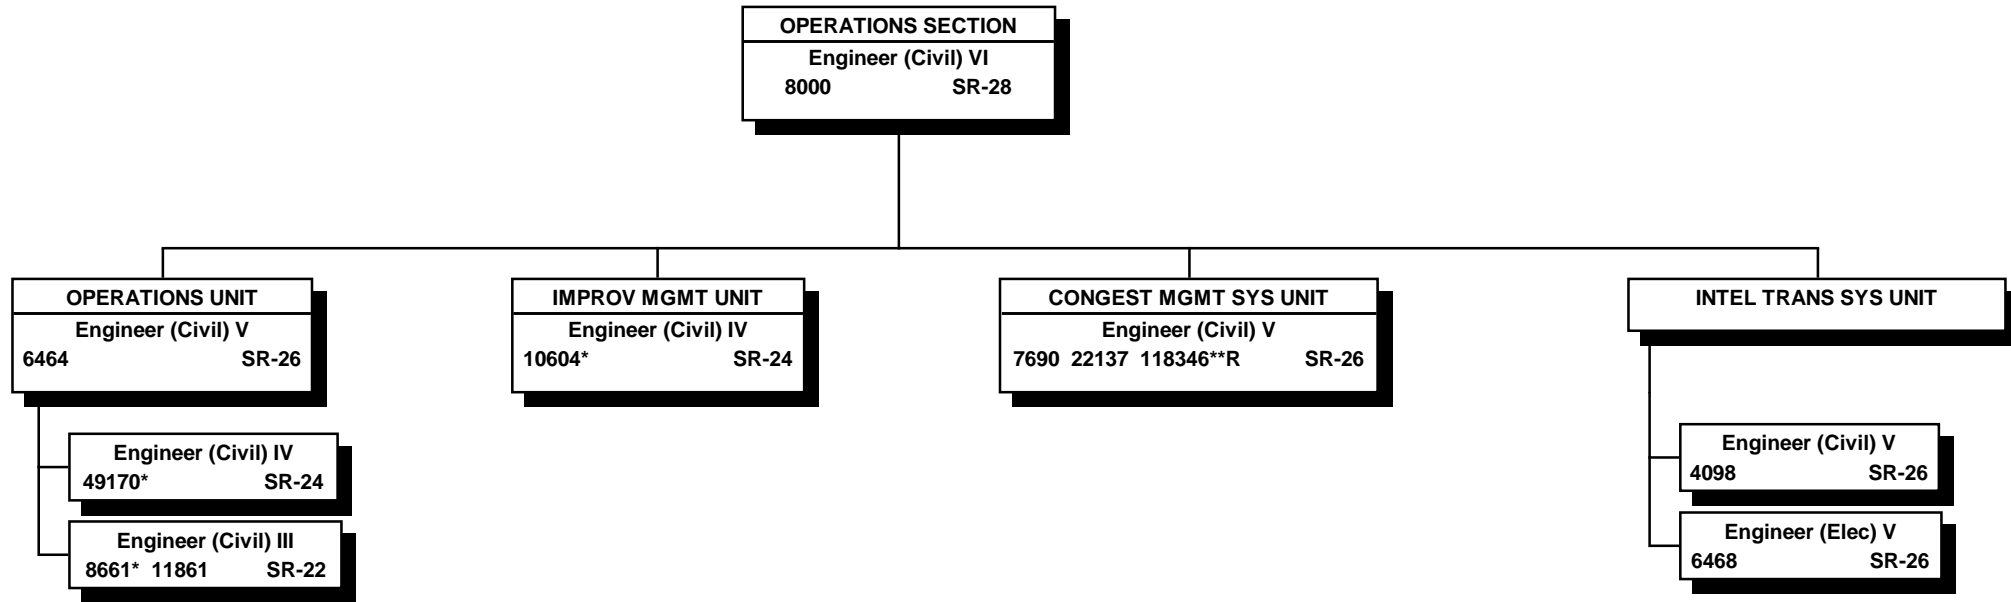 OPERATIONS SECTION
Engineer (Civil) VI
8000 SR-28
OPERATIONS UNIT
Engineer (Civil) V
6464 SR-26
Engineer (Civil) IV
49170* SR-24
Engineer (Civil) III
8661* 11861 SR-22
IMPROV MGMT UNIT
Engineer (Civil) IV
10604* SR-24
CONGEST MGMT SYS UNIT
Engineer (Civil) V
7690 22137 118346**R SR-26
INTEL TRANS SYS UNIT
Engineer (Civil) V
4098 SR-26
Engineer (Elec) V
6468 SR-26